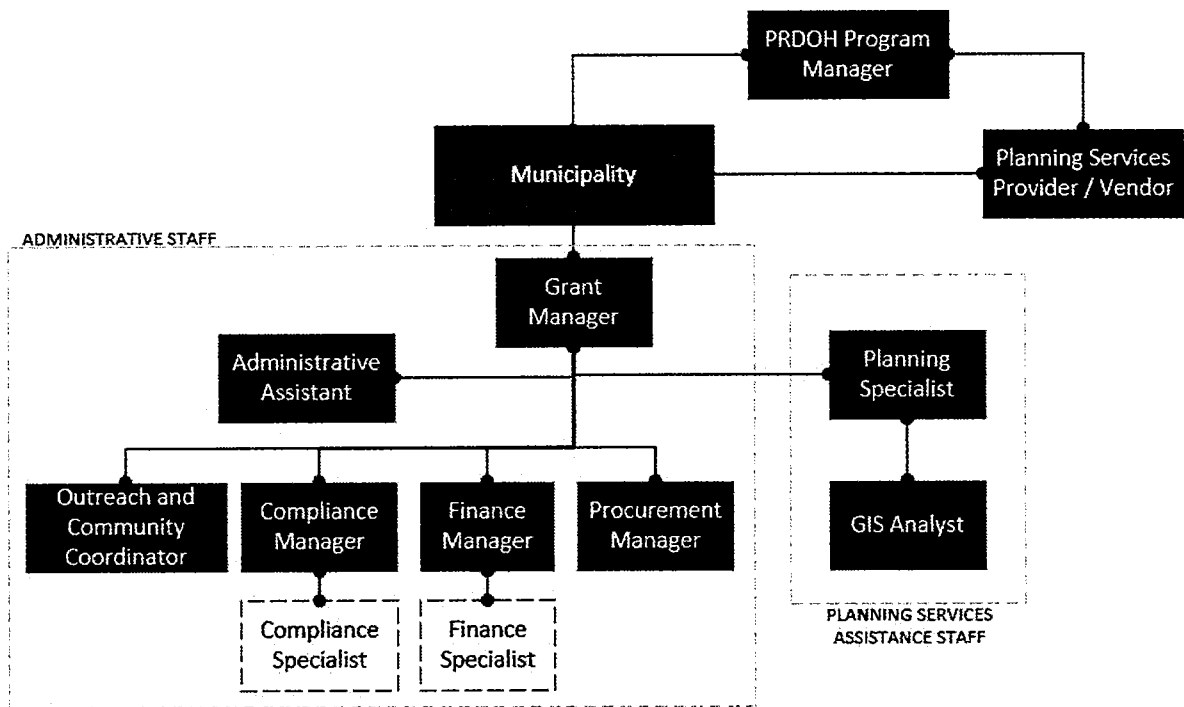 PRDOH Program
Manager
Municipality
Planning Services
Provider / Vendor
ADMINISTRATIVE STAFF
Grant
Manager
Administrative
Assistant
Planning
Specialist
Outreach and
Community
Coordinator
Compliance
Manager
Finance
Manager
Procurement
Manager
GIS Analyst
Compliance
Specialist
Finance
Specialist
PLANNING SERVICES
ASSISTANCE STAFF